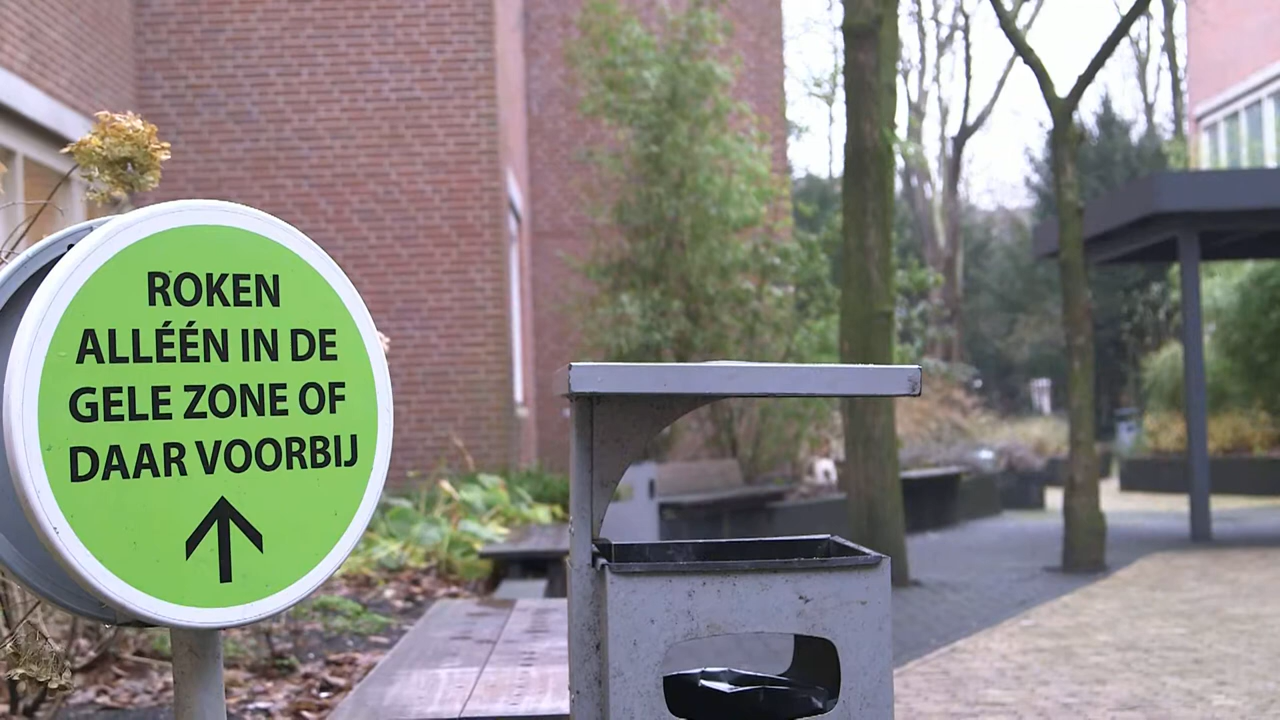 ROKEN
ALLÉÉN IN DE
GELE ZONE OF
DAAR VOORBIJ